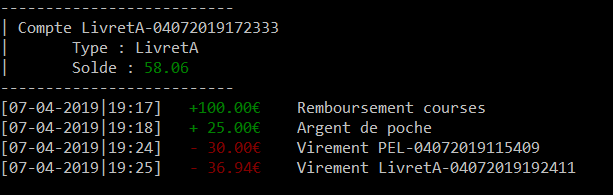 ---------------------------
| Compte LivretA-04072019172333
|       Type : LivretA
|       Solde : 58.06
---------------------------
[07-04-2019|19:17]   +100.00€    Remboursement courses
[07-04-2019|19:18]   + 25.00€    Argent de poche
[07-04-2019|19:24]   - 30.00€    Virement PEL-04072019115409
[07-04-2019|19:25]   - 36.94€    Virement LivretA-04072019192411